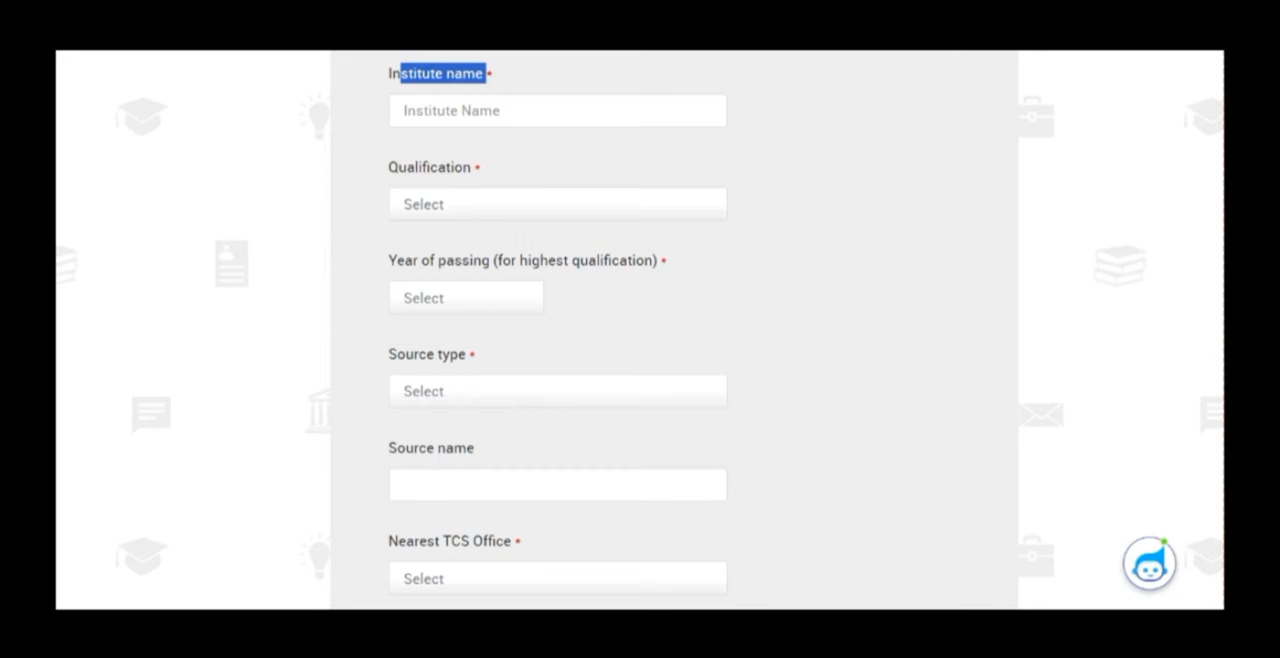 Institute name *
Institute Name
Qualification *
Select
Year of passing (for highest qualification) *
Select
Source type *
Select
Source name
Nearest TCS Office *
Select